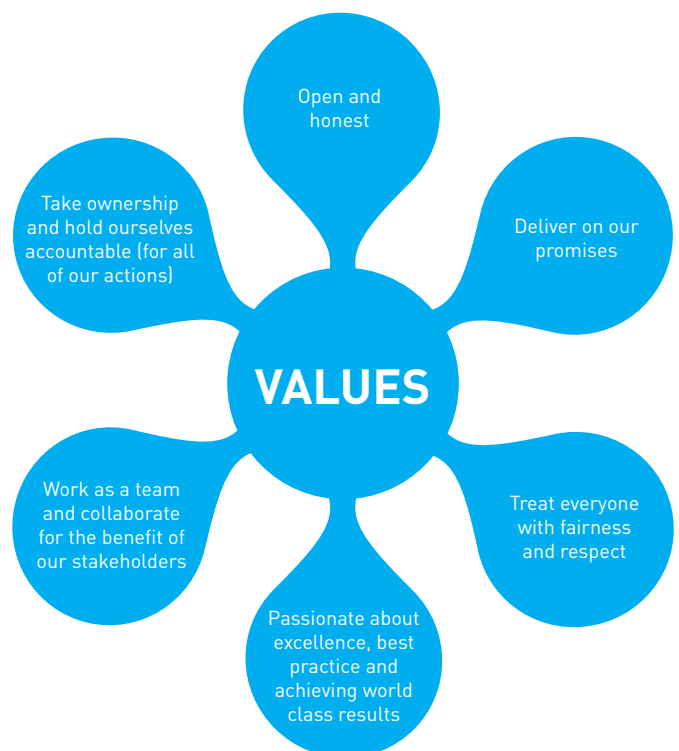 Open and
honest
Deliver on our
promises
Treat everyone
with fairness
and respect
Passionate about
excellence, best
practice and
achieving world
class results
Work as a team
and collaborate
for the benefit of
our stakeholders
Take ownership
and hold ourselves
accountable (for all
of our actions)
VALUES